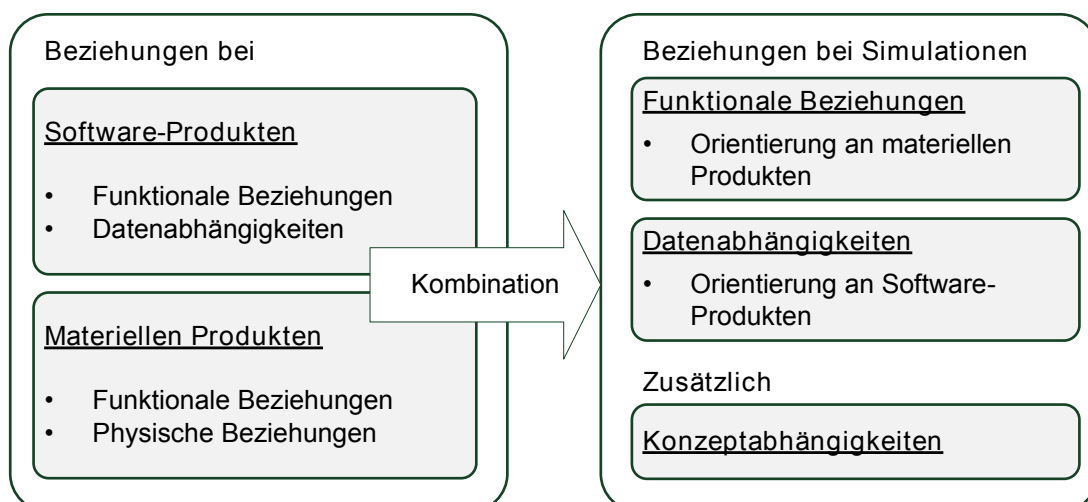 Beziehungen bei
Software-Produkten
• Funktionale Beziehungen
• Datenabhängigkeiten
Materiellen Produkten
• Funktionale Beziehungen
• Physische Beziehungen
Kombination
Beziehungen bei Simulationen
Funktionale Beziehungen
• Orientierung an materiellen
Produkten
Datenabhängigkeiten
• Orientierung an Software-
Produkten
Zusätzlich
Konzeptabhängigkeiten